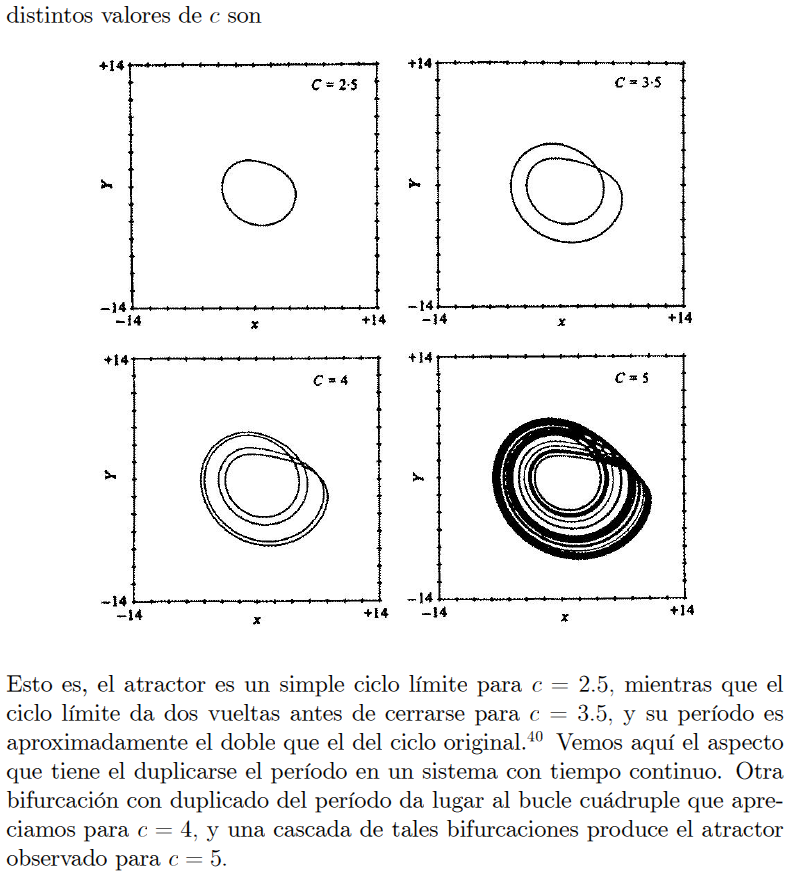 distintos valores de c son
+14 C = 2·5 +14 C = 3·5
Y Y
−14 −14
−14 x +14 −14 x +14
+14 C = 4 +14 C = 5
Y Y
−14 −14
−14 x +14 −14 x +14
Esto es, el atractor es un simple ciclo límite para c = 2.5, mientras que el
ciclo límite da dos vueltas antes de cerrarse para c = 3.5, y su período es
aproximadamente el doble que el del ciclo original.⁴⁰ Vemos aquí el aspecto
que tiene el duplicarse el período en un sistema con tiempo continuo. Otra
bifurcación con duplicado del período da lugar al bucle cuádruple que apre-
ciamos para c = 4, y una cascada de tales bifurcaciones produce el atractor
observado para c = 5.